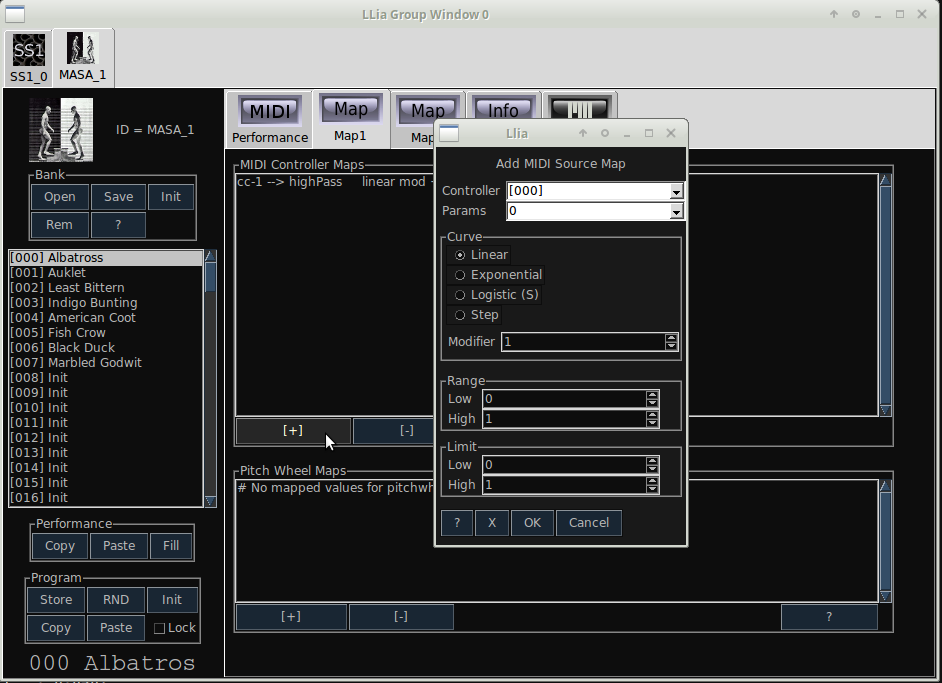 LLia Group Window 0
SS1
SS1_0
MASA_1
ID = MASA_1
Bank
Open
Save
Init
Rem
?
[000] Albatross
[001] Auklet
[002] Least Bittern
[003] Indigo Bunting
[004] American Coot
[005] Fish Crow
[006] Black Duck
[007] Marbled Godwit
[008] Init
[009] Init
[010] Init
[011] Init
[012] Init
[013] Init
[014] Init
[015] Init
[016] Init
Performance
Copy
Paste
Fill
Program
Store
RND
Init
Copy
Paste
Lock
000 Albatros
MIDI
Performance
Map
Map1
Map
Map
Info
MIDI Controller Maps
cc-1 --> highPass linear mod
[+]
[-]
Pitch Wheel Maps
# No mapped values for pitchwh
[+]
[-]
?
Llia
Add MIDI Source Map
Controller [000]
Params 0
Curve
Linear
Exponential
Logistic (S)
Step
Modifier 1
Range
Low 0
High 1
Limit
Low 0
High 1
?
X
OK
Cancel